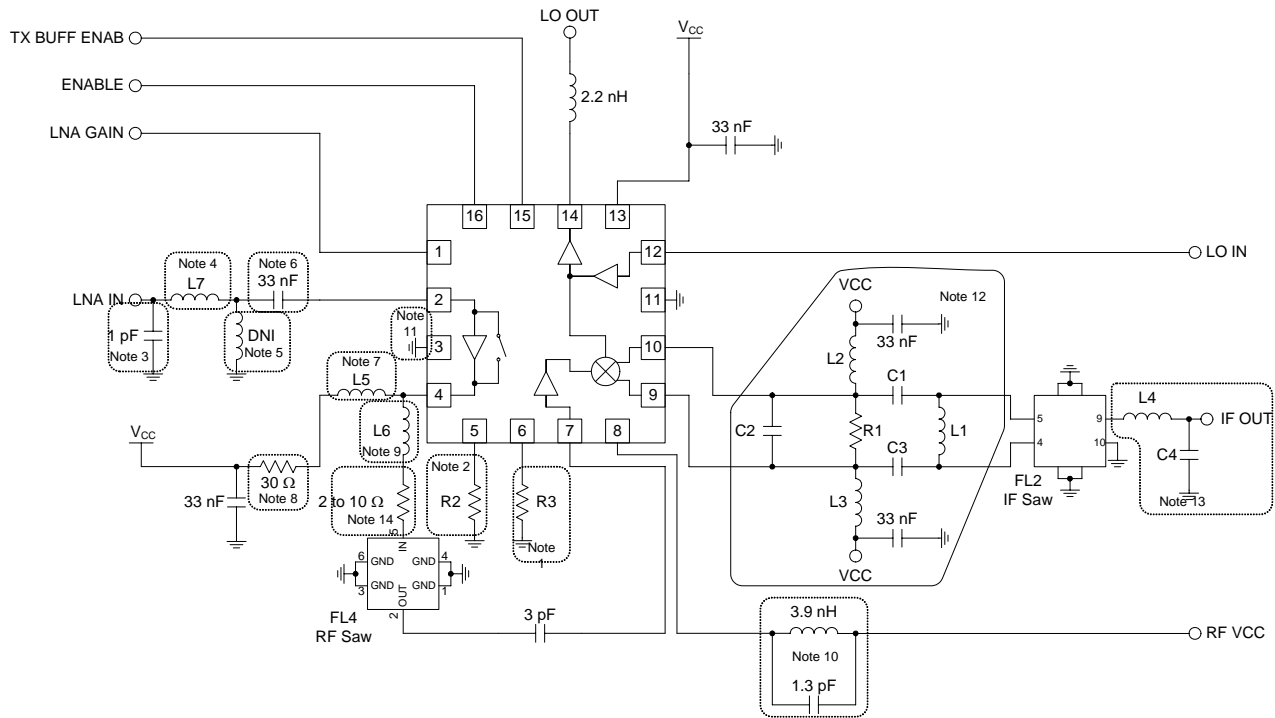 LO OUT
TX BUFF ENAB
VCC
ENABLE
2.2 nH
LNA GAIN
33 nF
16
15
14
13
1
12
LO IN
Note 4
L7
Note 6
33 nF
LNA IN
2
11
VCC
Note 12
1 pF
Note 3
DNI
Note 5
Note
11
3
10
33 nF
L2
Note 7
L5
4
9
C1
L6
Note 9
5
6
7
8
C2
R1
L1
C3
5
4
9
10
L4
IF OUT
C4
FL2
IF Saw
Note 13
VCC
30 Ω
Note 8
33 nF
2 to 10 Ω
Note 14
Note 2
R2
R3
Note
1
L3
33 nF
VCC
5
IN
6
GND
GND
4
3
GND
GND
1
OUT
2
FL4
RF Saw
3 pF
3.9 nH
Note 10
1.3 pF
RF VCC